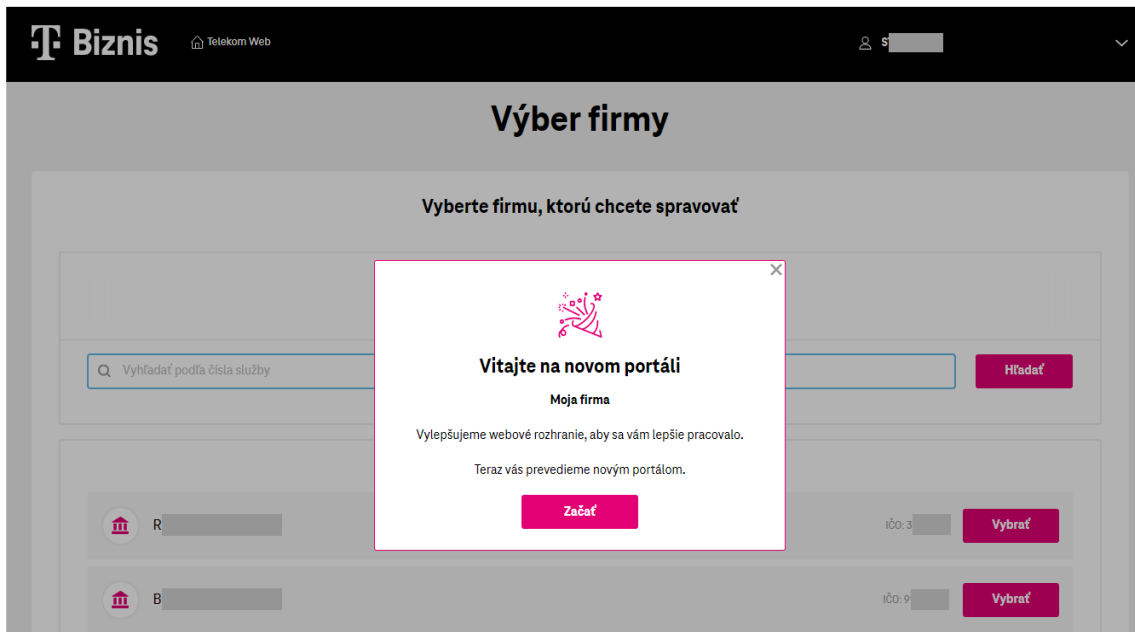 T Biznis Telekom Web S
Výber firmy
Vyberte firmu, ktorú chcete spravovať
Vitajte na novom portáli
Moja firma
Vylepšujeme webové rozhranie, aby sa vám lepšie pracovalo.
Teraz vás prevedieme novým portálom.
Začať
Vyhľadať podľa čísla služby Hľadať
R IČO: 3 Vybrať
B IČO: 9 Vybrať